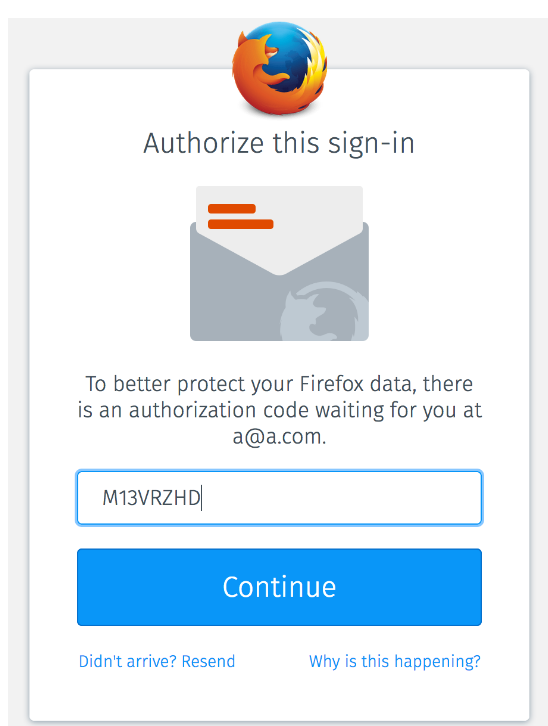 Authorize this sign-in
To better protect your Firefox data, there
is an authorization code waiting for you at
a@a.com.
M13VRZHD
Continue
Didn't arrive? Resend
Why is this happening?